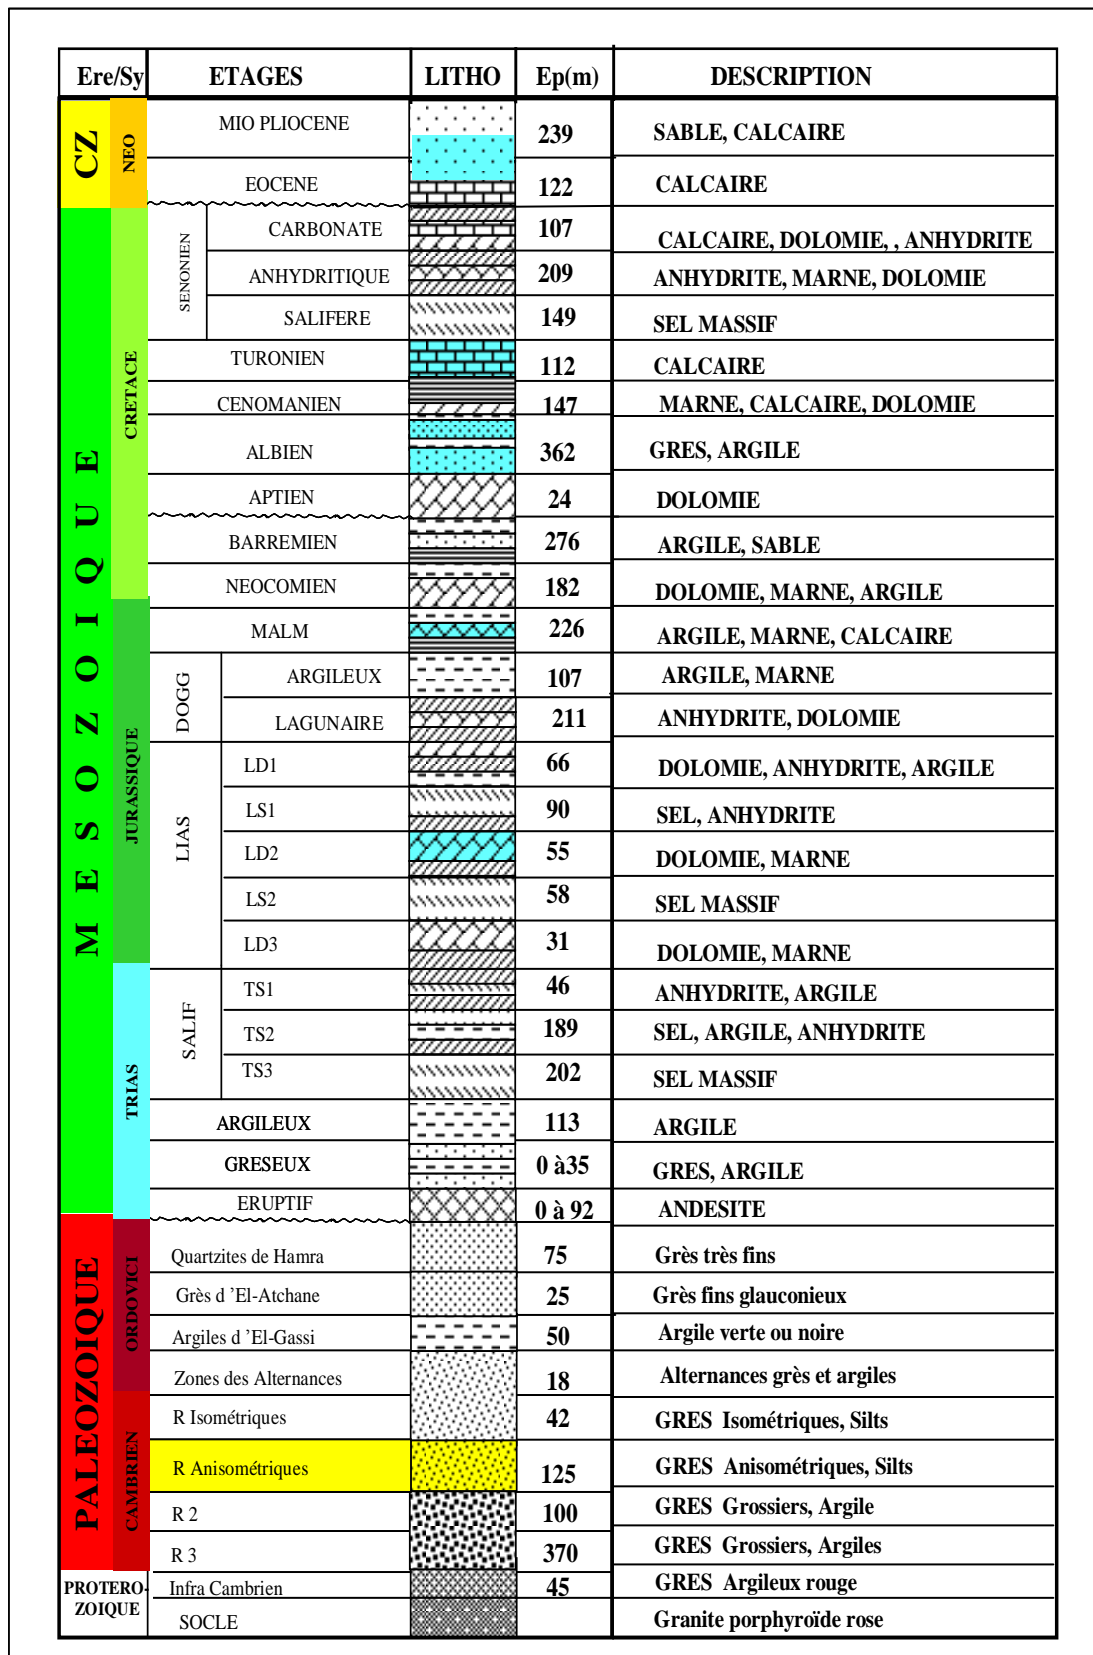 Ere/Sy ETAGES LITHO Ep(m) DESCRIPTION
CZ
NEO
MIO PLIOCENE 239 SABLE, CALCAIRE
EOCENE 122 CALCAIRE
MESOZOIQUE
CRETACE
SENONIEN
CARBONATE 107 CALCAIRE, DOLOMIE, , ANHYDRITE
ANHYDRITIQUE 209 ANHYDRITE, MARNE, DOLOMIE
SALIFERE 149 SEL MASSIF
TURONIEN 112 CALCAIRE
CENOMANIEN 147 MARNE, CALCAIRE, DOLOMIE
ALBIEN 362 GRES, ARGILE
APTIEN 24 DOLOMIE
BARREMIEN 276 ARGILE, SABLE
NEOCOMIEN 182 DOLOMIE, MARNE, ARGILE
JURASSIQUE
MALM 226 ARGILE, MARNE, CALCAIRE
DOGG
ARGILEUX 107 ARGILE, MARNE
LAGUNAIRE 211 ANHYDRITE, DOLOMIE
LIAS
LD1 66 DOLOMIE, ANHYDRITE, ARGILE
LS1 90 SEL, ANHYDRITE
LD2 55 DOLOMIE, MARNE
LS2 58 SEL MASSIF
LD3 31 DOLOMIE, MARNE
TRIAS
SALIF
TS1 46 ANHYDRITE, ARGILE
TS2 189 SEL, ARGILE, ANHYDRITE
TS3 202 SEL MASSIF
ARGILEUX 113 ARGILE
GRESEUX 0 à35 GRES, ARGILE
ERUPTIF 0 à 92 ANDESITE
PALEOZOIQUE
ORDOVICI
Quartzites de Hamra 75 Grès très fins
Grès d 'El-Atchane 25 Grès fins glauconieux
Argiles d 'El-Gassi 50 Argile verte ou noire
Zones des Alternances 18 Alternances grès et argiles
CAMBRIEN
R Isométriques 42 GRES Isométriques, Silts
R Anisométriques 125 GRES Anisométriques, Silts
R 2 100 GRES Grossiers, Argile
R 3 370 GRES Grossiers, Argiles
PROTERO-
ZOIQUE
Infra Cambrien 45 GRES Argileux rouge
SOCLE Granite porphyroïde rose